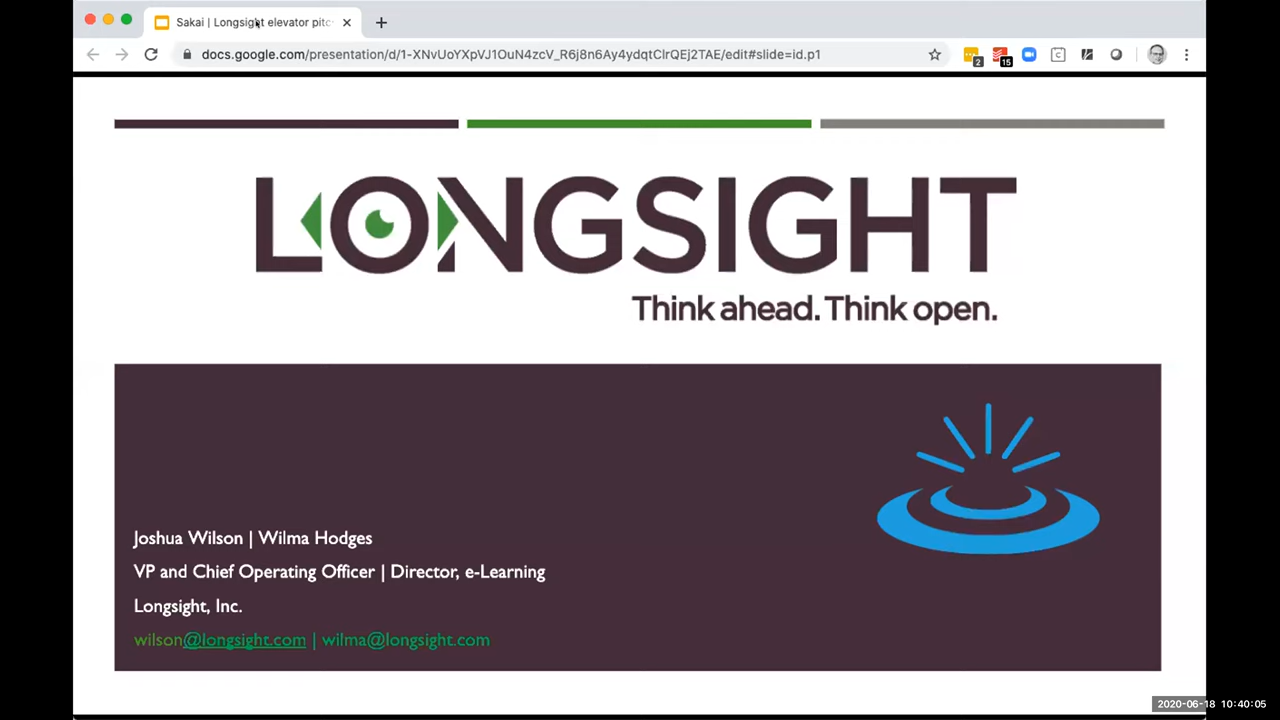 Sakai | Longsight elevator pitc
docs.google.com/presentation/d/1-XNvUoYXpVJ1OuN4zcV_R6j8n6Ay4ydqtClrQEj2TAE/edit#slide=id.p1
2
15
LONGSIGHT
Think ahead. Think open.
Joshua Wilson | Wilma Hodges
VP and Chief Operating Officer | Director, e-Learning
Longsight, Inc.
wilson@longsight.com | wilma@longsight.com
2020-06-18 10:40:05